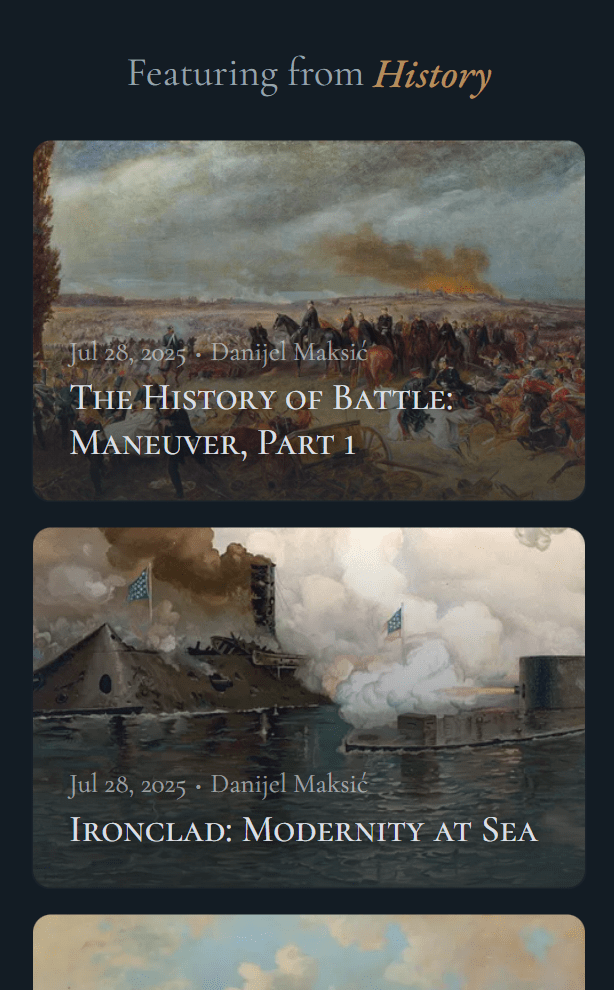 Featuring from History
Jul 28, 2025 • Danijel Maksić
The History of Battle:
Maneuver, Part 1
Jul 28, 2025 • Danijel Maksić
Ironclad: Modernity at Sea